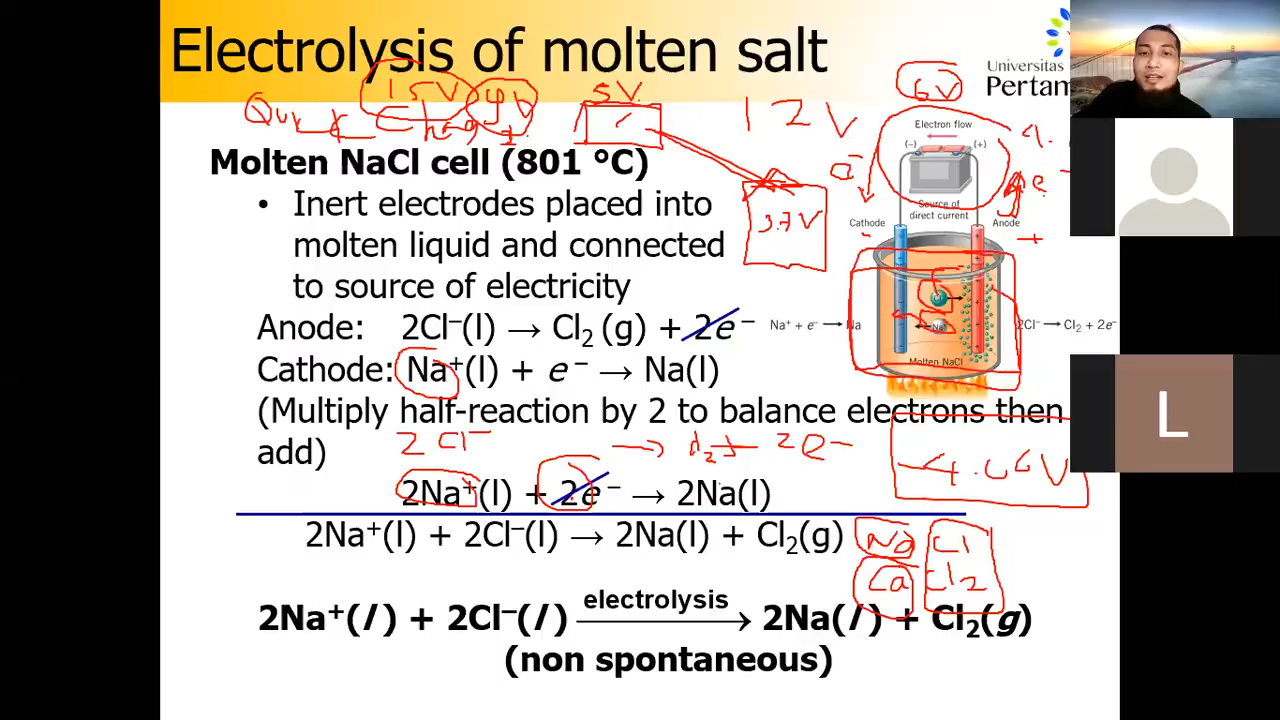 Electrolysis of molten salt
Universitas
Pertam
6V
15V
5V
12V
Electron flow
(-) (+)
Molten NaCl cell (801 °C)
e⁻
Source of
direct current
• Inert electrodes placed into
Cathode
Anode
-
+
3.7V
molten liquid and connected
to source of electricity
Anode: 2Cl⁻(l) → Cl₂ (g) + 2e⁻
Na⁺ + e⁻ → Na
Na⁺
2Cl⁻ → Cl₂ + 2e⁻
Molten NaCl
Cathode: Na⁺(l) + e⁻ → Na(l)
(Multiply half-reaction by 2 to balance electrons then
add)
2Cl⁻ → 2e⁻
-4.06V
L
2Na⁺(l) + 2e⁻ → 2Na(l)
2Na⁺(l) + 2Cl⁻(l) → 2Na(l) + Cl₂(g)
Na Cl
Ca Cl2
electrolysis
2Na⁺(l) + 2Cl⁻(l) → 2Na(l) + Cl₂(g)
(non spontaneous)